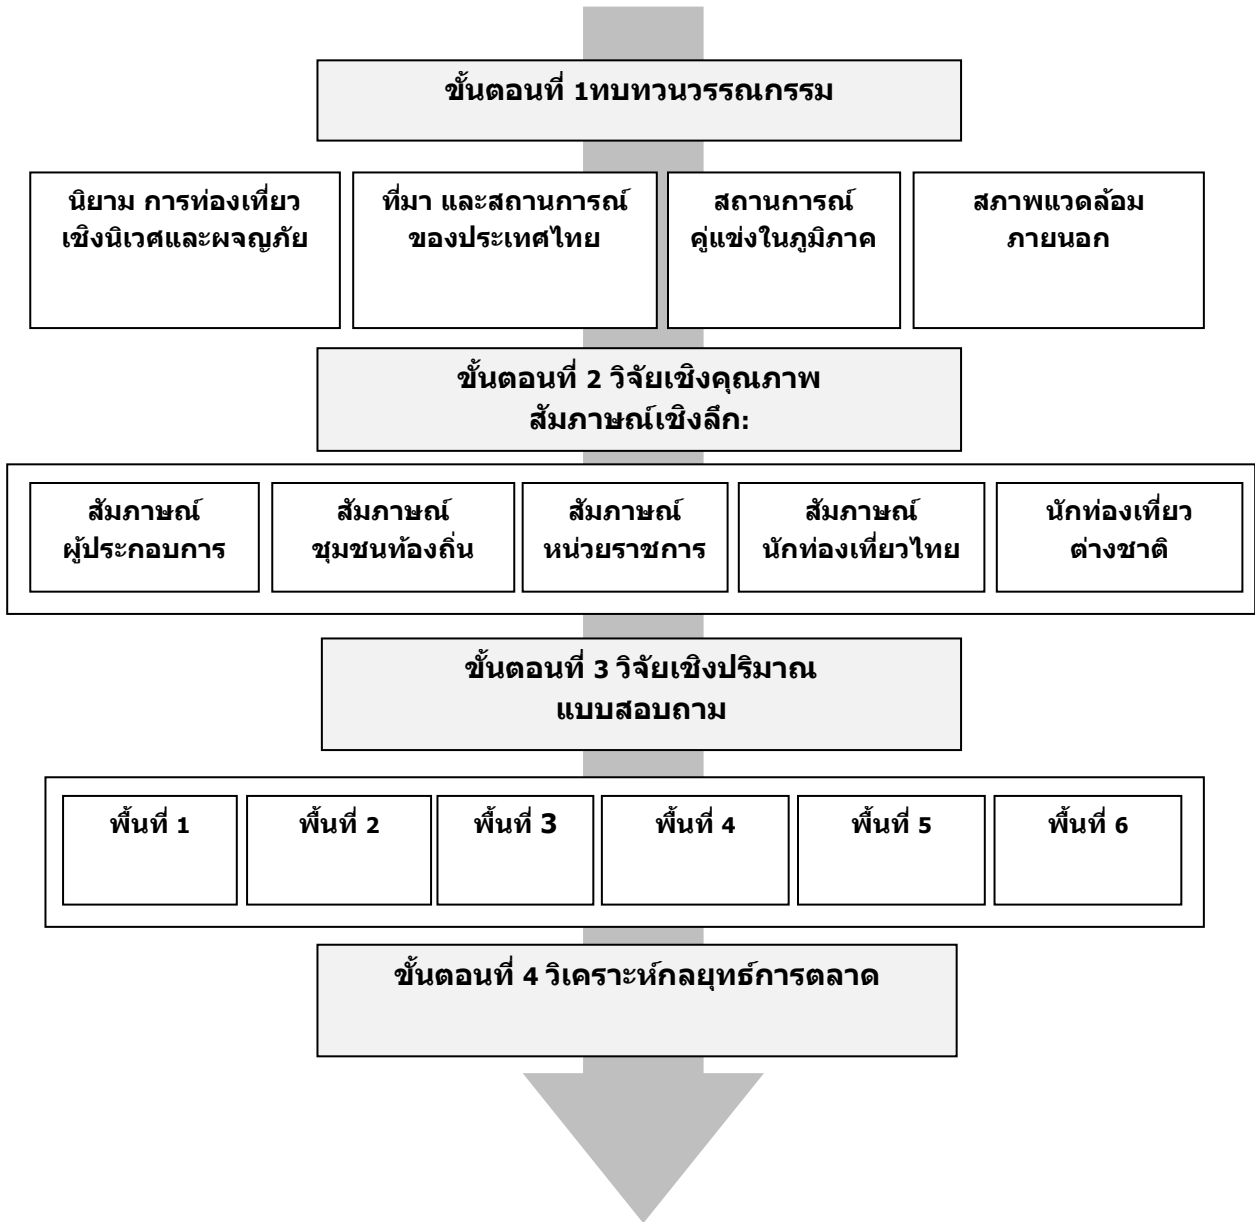 ขั้นตอนที่ 1ทบทวนวรรณกรรม
นิยาม การท่องเที่ยว
เชิงนิเวศและผจญภัย
ที่มา และสถานการณ์
ของประเทศไทย
สถานการณ์
คู่แข่งในภูมิภาค
สภาพแวดล้อม
ภายนอก
ขั้นตอนที่ 2 วิจัยเชิงคุณภาพ
สัมภาษณ์เชิงลึก:
สัมภาษณ์
ผู้ประกอบการ
สัมภาษณ์
ชุมชนท้องถิ่น
สัมภาษณ์
หน่วยราชการ
สัมภาษณ์
นักท่องเที่ยวไทย
นักท่องเที่ยว
ต่างชาติ
ขั้นตอนที่ 3 วิจัยเชิงปริมาณ
แบบสอบถาม
พื้นที่ 1
พื้นที่ 2
พื้นที่ 3
พื้นที่ 4
พื้นที่ 5
พื้นที่ 6
ขั้นตอนที่ 4 วิเคราะห์กลยุทธ์การตลาด